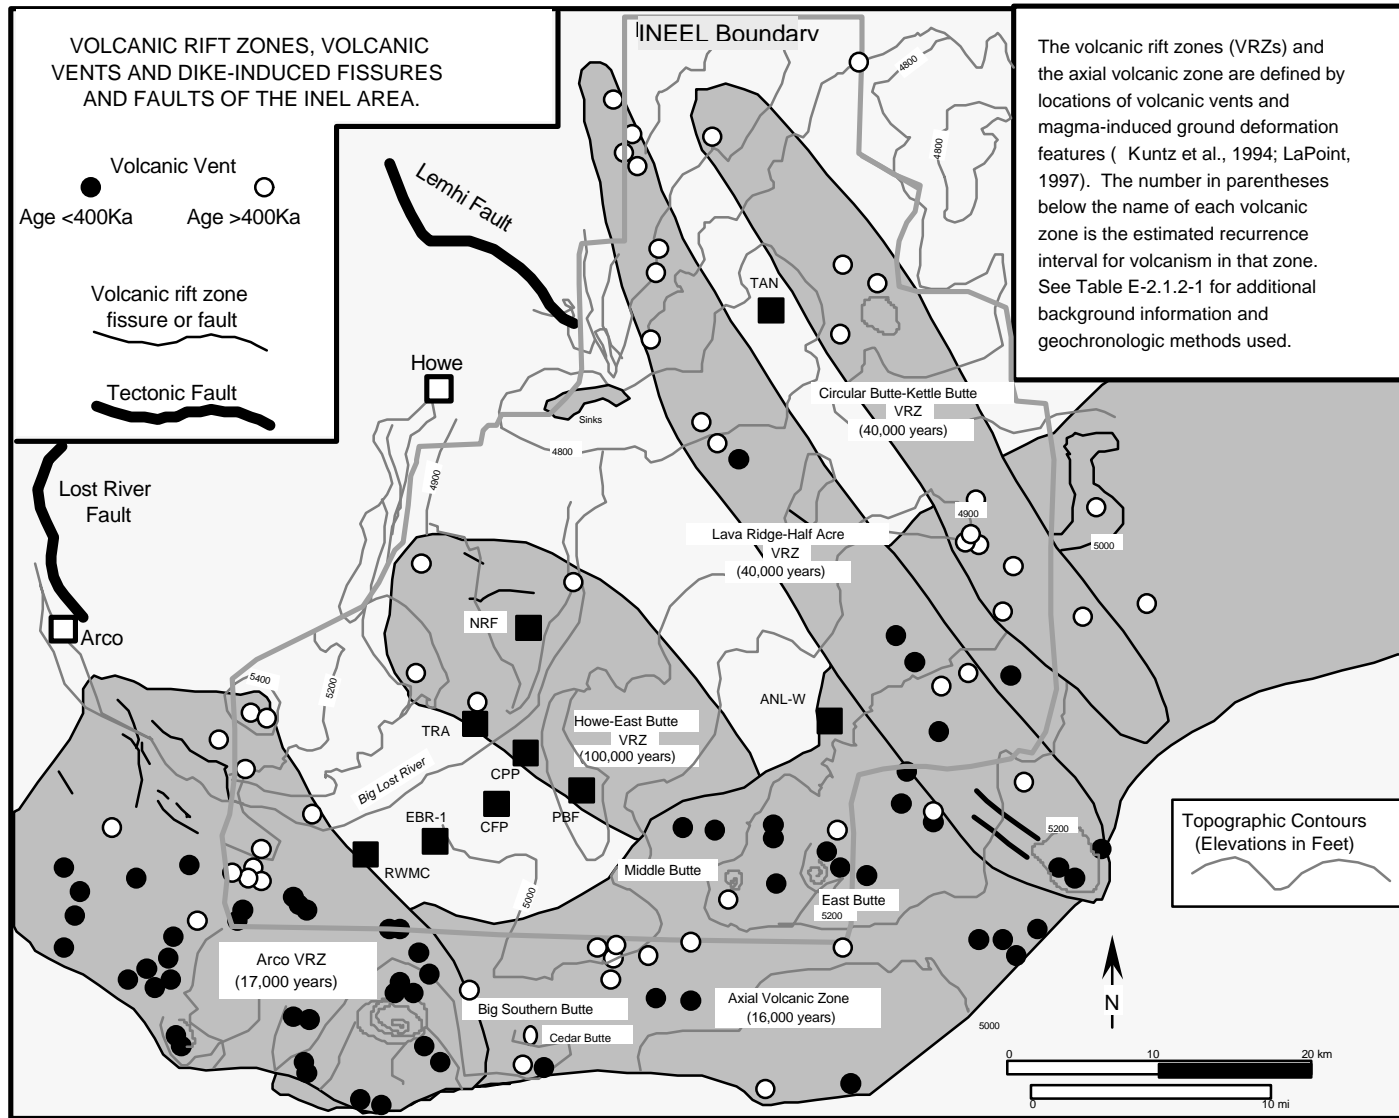 VOLCANIC RIFT ZONES, VOLCANIC
VENTS AND DIKE-INDUCED FISSURES
AND FAULTS OF THE INEL AREA.
Volcanic Vent
Age <400Ka
Age >400Ka
Volcanic rift zone
fissure or fault
Tectonic Fault
INEEL Boundary
The volcanic rift zones (VRZs) and
the axial volcanic zone are defined by
locations of volcanic vents and
magma-induced ground deformation
features ( Kuntz et al., 1994; LaPoint,
1997). The number in parentheses
below the name of each volcanic
zone is the estimated recurrence
interval for volcanism in that zone.
See Table E-2.1.2-1 for additional
background information and
geochronologic methods used.
4800
4800
Lemhi Fault
TAN
Howe
Sinks
Circular Butte-Kettle Butte
VRZ
(40,000 years)
4800
4900
Lost River
Fault
4900
5000
Lava Ridge-Half Acre
VRZ
(40,000 years)
NRF
Arco
5400
5200
ANL-W
TRA
Howe-East Butte
VRZ
(100,000 years)
CPP
Big Lost River
EBR-1
CFP
PBF
RWMC
5200
Topographic Contours
(Elevations in Feet)
Middle Butte
5000
East Butte
5200
Arco VRZ
(17,000 years)
Big Southern Butte
Axial Volcanic Zone
(16,000 years)
Cedar Butte
5000
N
0
10
20 km
0
10 mi